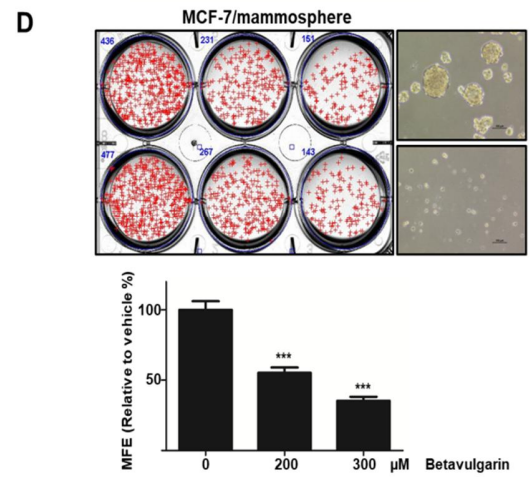 D
MCF-7/mammosphere
436 231 151
477 267 143
MFE (Relative to vehicle %)
100
50
***
***
0 200 300 µM Betavulgarin